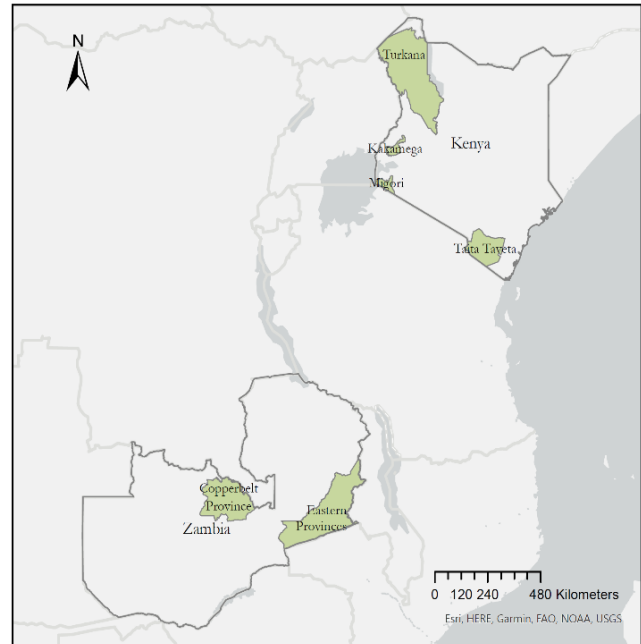 N
Turkana
Kakamega
Kenya
Migori
Taita Taveta
Copperbelt
Province
Zambia
Eastern
Provinces
0 120 240 480 Kilometers
Esri, HERE, Garmin, FAO, NOAA, USGS